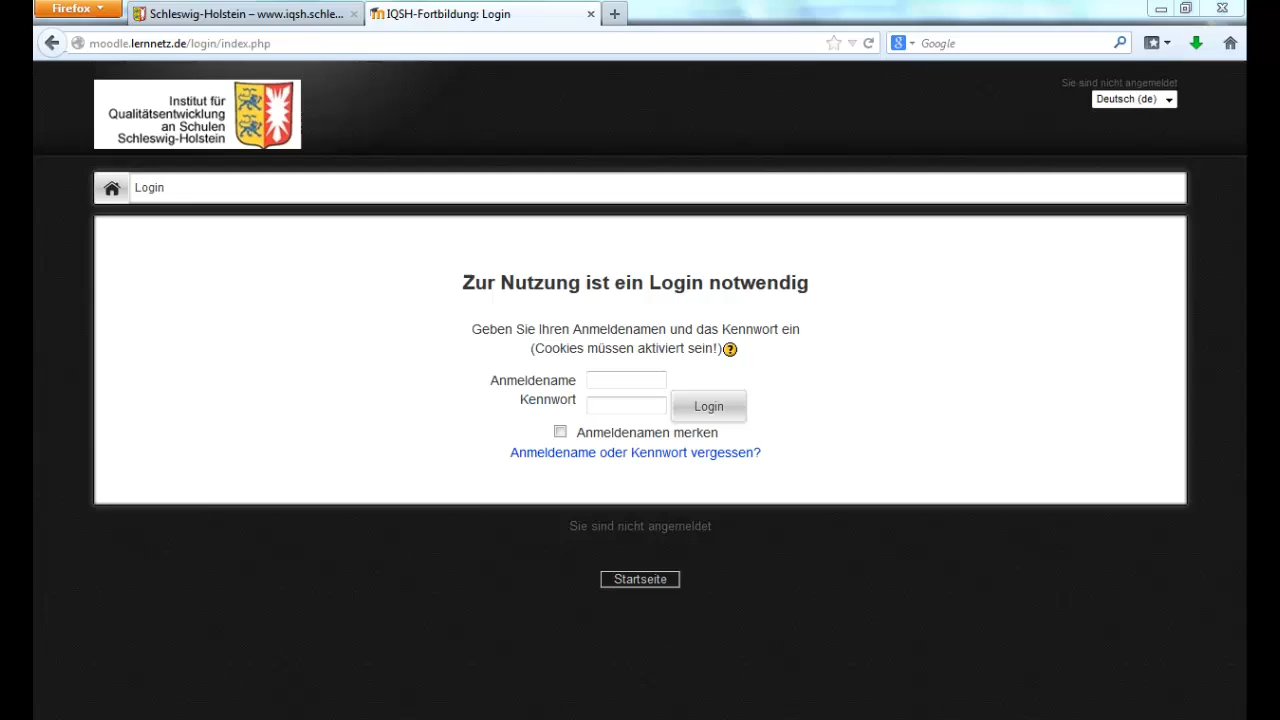 Firefox
Schleswig-Holstein – www.iqsh.schle...
IQSH-Fortbildung: Login
moodle.lernnetz.de/login/index.php
Google
Institut für
Qualitätsentwicklung
an Schulen
Schleswig-Holstein
Sie sind nicht angemeldet
Deutsch (de)
Login
Zur Nutzung ist ein Login notwendig
Geben Sie Ihren Anmeldenamen und das Kennwort ein
(Cookies müssen aktiviert sein!)
Anmeldename
Kennwort
Login
Anmeldenamen merken
Anmeldename oder Kennwort vergessen?
Sie sind nicht angemeldet
Startseite